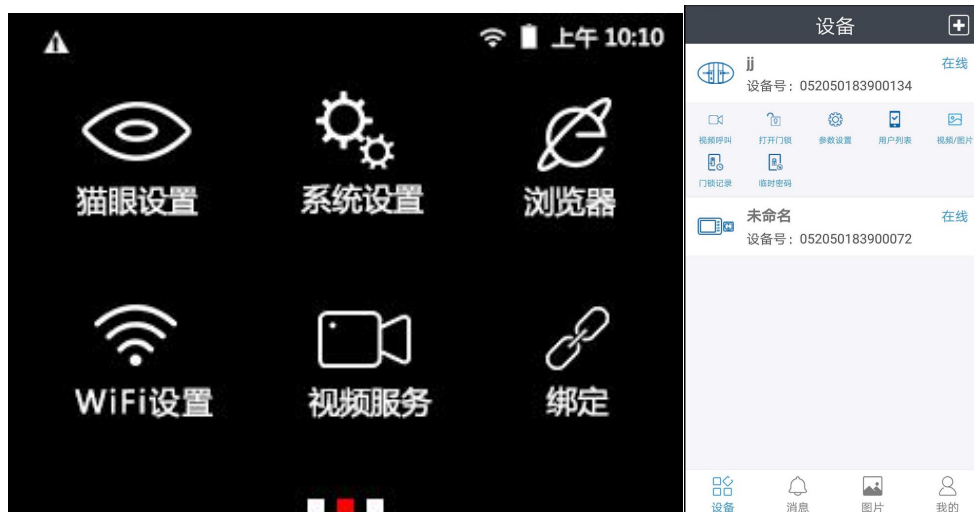 上午 10:10
猫眼设置
系统设置
浏览器
WiFi设置
视频服务
绑定
设备
jj
在线
设备号：052050183900134
视频呼叫
打开门锁
参数设置
用户列表
视频/图片
门锁记录
临时密码
未命名
在线
设备号：052050183900072
设备
消息
图片
我的